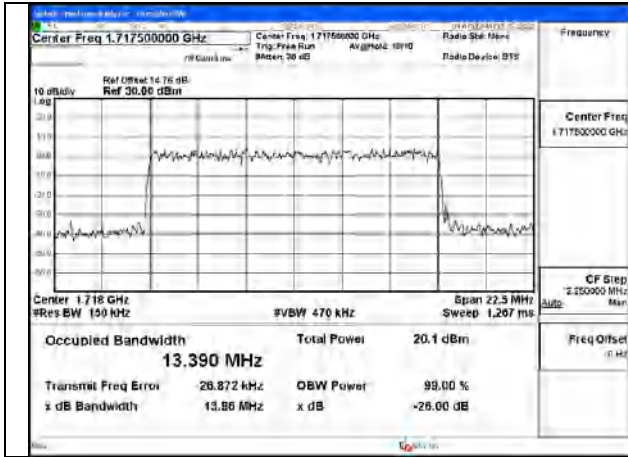 Center Freq 1.717500000 GHz
Center Freq: 1.717500000 GHz
Trig: Free Run
Avg|Hold: 10/10
#Atten: 30 dB
Radio Std: None
Radio Device: BTS
Frequency
Ref Offset 14.76 dB
10 dB/div
Ref 30.00 dBm
Log
Center Freq
1.717500000 GHz
Center 1.718 GHz
Span 22.5 MHz
#Res BW 150 kHz
#VBW 470 kHz
Sweep 1.267 ms
CF Step
2.250000 MHz
Auto
Man
Occupied Bandwidth
13.390 MHz
Total Power
20.1 dBm
Freq Offset
0 Hz
Transmit Freq Error
-26.872 kHz
OBW Power
99.00 %
x dB Bandwidth
13.86 MHz
x dB
-26.00 dB